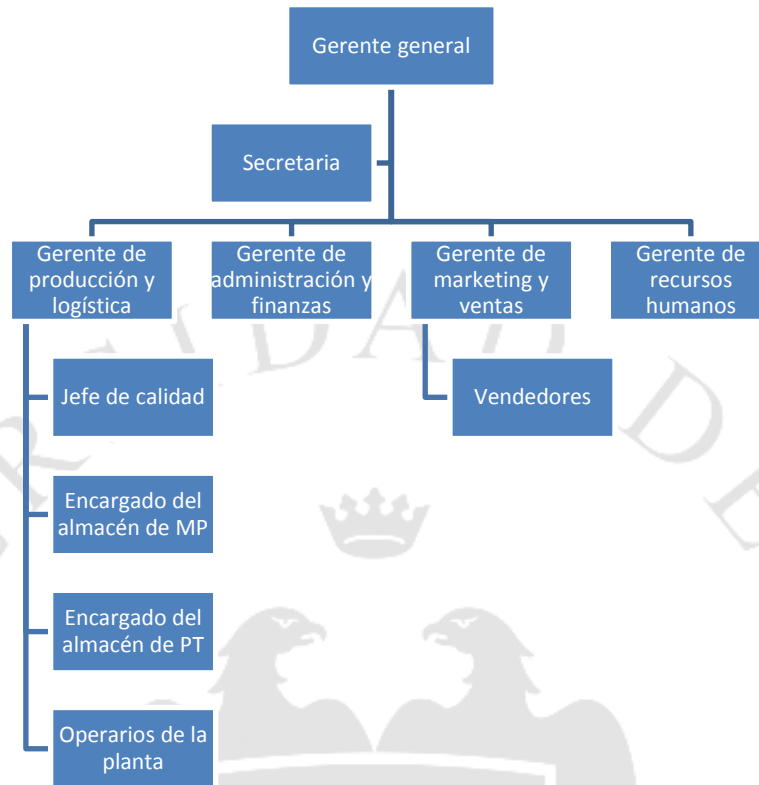 Gerente general
Secretaria
Gerente de
producción y
logística
Gerente de
administración y
finanzas
Gerente de
marketing y
ventas
Gerente de
recursos
humanos
Jefe de calidad
Vendedores
Encargado del
almacén de MP
Encargado del
almacén de PT
Operarios de la
planta